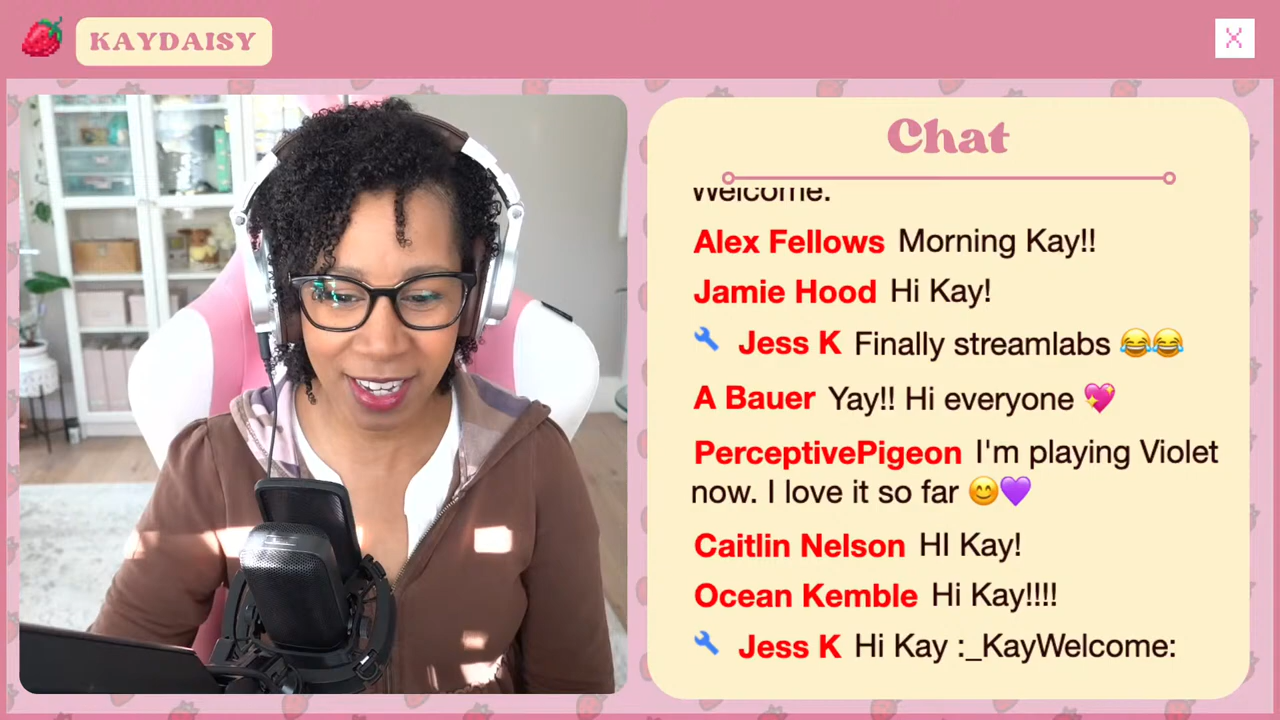 KAYDAISY
Chat
Welcome.
Alex Fellows Morning Kay!!
Jamie Hood Hi Kay!
Jess K Finally streamlabs 😂😂
A Bauer Yay!! Hi everyone 💖
PerceptivePigeon I'm playing Violet
now. I love it so far 😊💜
Caitlin Nelson HI Kay!
Ocean Kemble Hi Kay!!!!
Jess K Hi Kay :_KayWelcome: